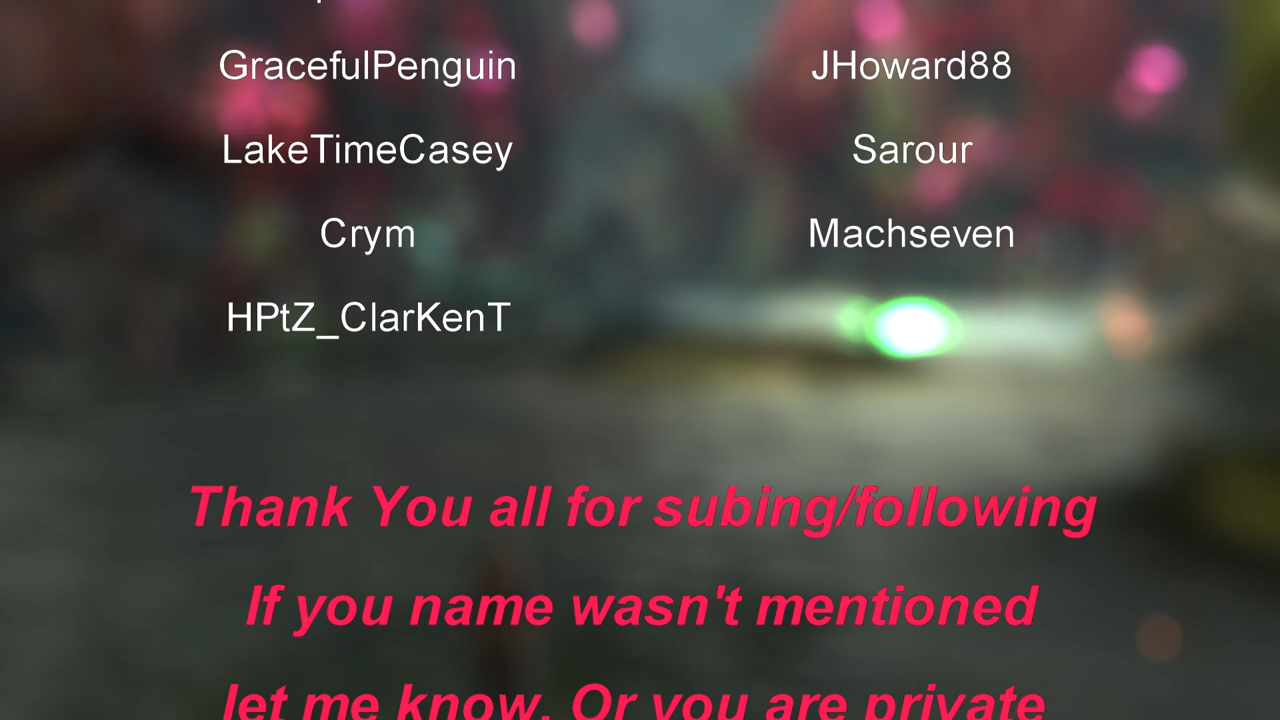 GracefulPenguin JHoward88
LakeTimeCasey Sarour
Crym Machseven
HPtZ_ClarKenT
Thank You all for subing/following
If you name wasn't mentioned
let me know. Or you are private